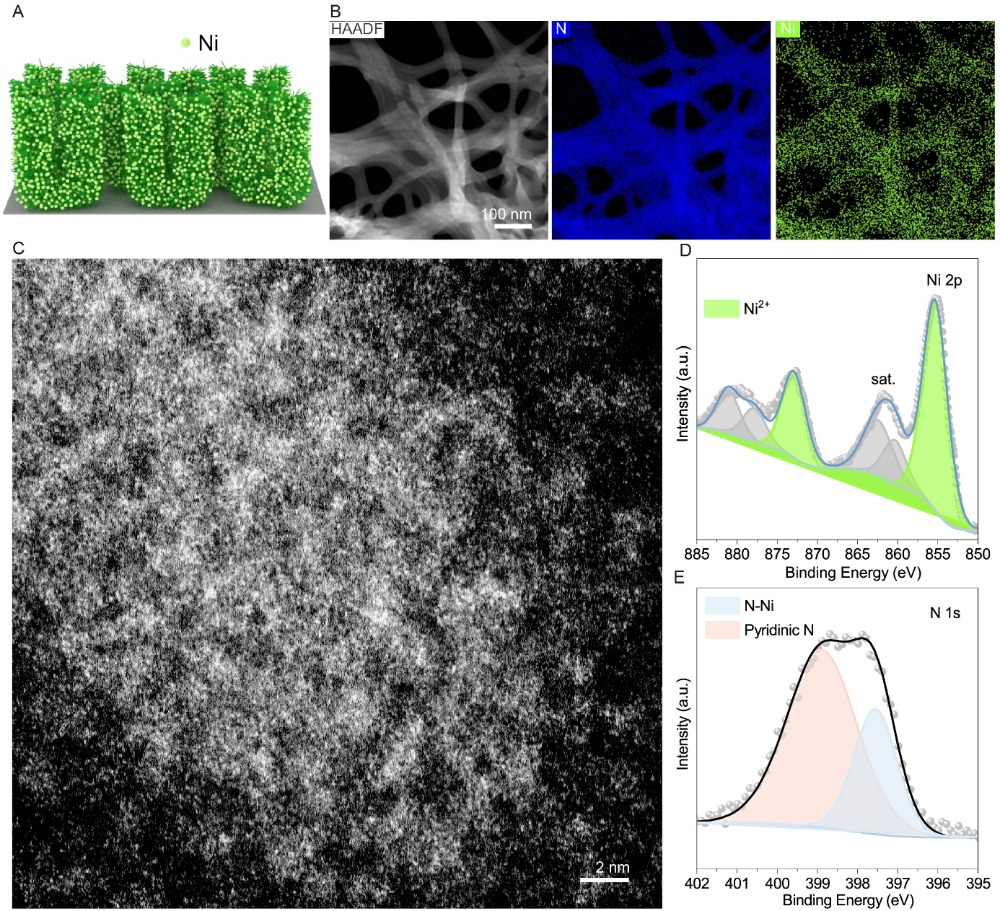 A
Ni
B
HAADF
N
Ni
100 nm
C
2 nm
D
Ni 2p
Ni²⁺
sat.
Intensity (a.u.)
885 880 875 870 865 860 855 850
Binding Energy (eV)
E
N-Ni
N 1s
Pyridinic N
Intensity (a.u.)
402 401 400 399 398 397 396 395
Binding Energy (eV)